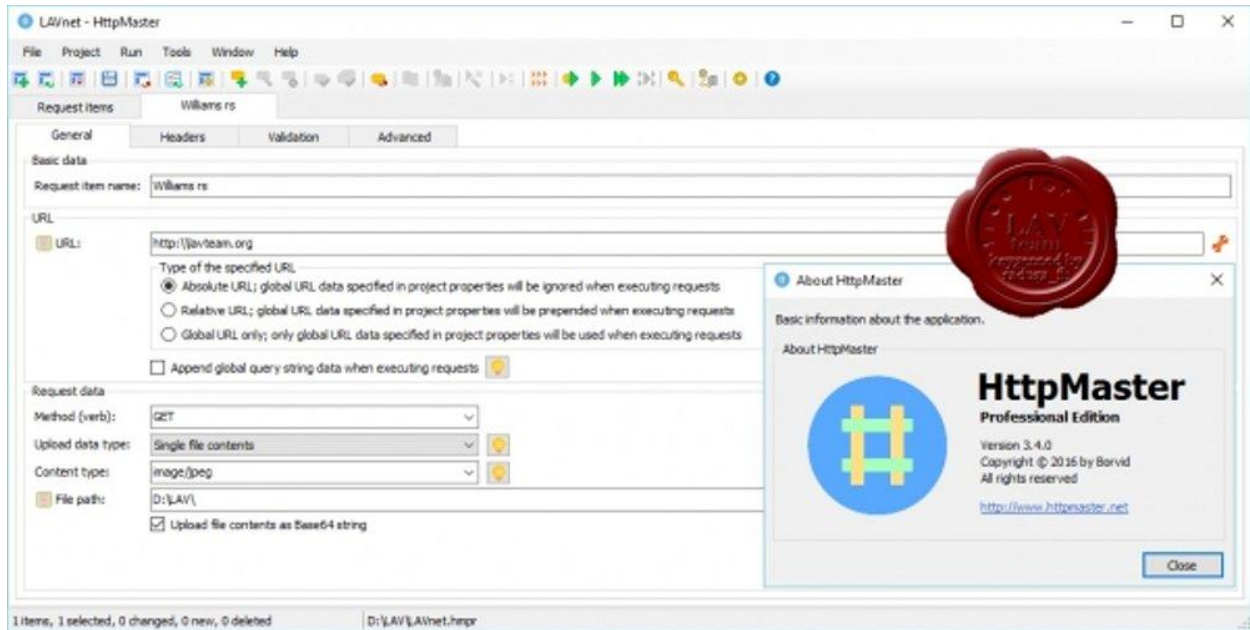 LAVnet - HttpMaster
File Project Run Tools Window Help
Request items Williams rs
General Headers Validation Advanced
Basic data
Request item name: Williams rs
URL
URL: http:\\lavteam.org
Type of the specified URL
Absolute URL; global URL data specified in project properties will be ignored when executing requests
Relative URL; global URL data specified in project properties will be prepended when executing requests
Global URL only; only global URL data specified in project properties will be used when executing requests
Append global query string data when executing requests
Request data
Method (verb): GET
Upload data type: Single file contents
Content type: image/jpeg
File path: D:\LAV\
Upload file contents as Base64 string
1 items, 1 selected, 0 changed, 0 new, 0 deleted D:\LAV\LAVnet.hmpr
LAV
team
keygenned by
About HttpMaster
Basic information about the application.
About HttpMaster
HttpMaster
Professional Edition
Version 3.4.0
Copyright © 2016 by Borvid
All rights reserved
http://www.httpmaster.net
Close